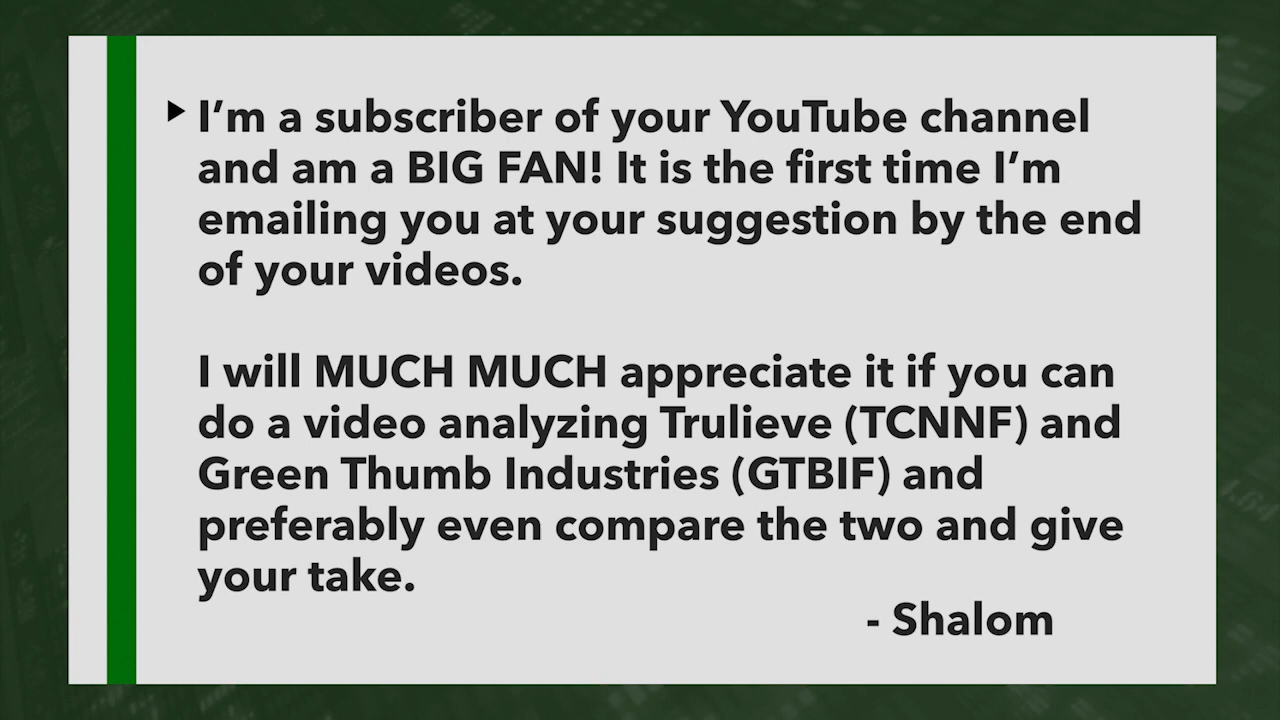 I’m a subscriber of your YouTube channel
and am a BIG FAN! It is the first time I’m
emailing you at your suggestion by the end
of your videos.
I will MUCH MUCH appreciate it if you can
do a video analyzing Trulieve (TCNNF) and
Green Thumb Industries (GTBIF) and
preferably even compare the two and give
your take.
- Shalom